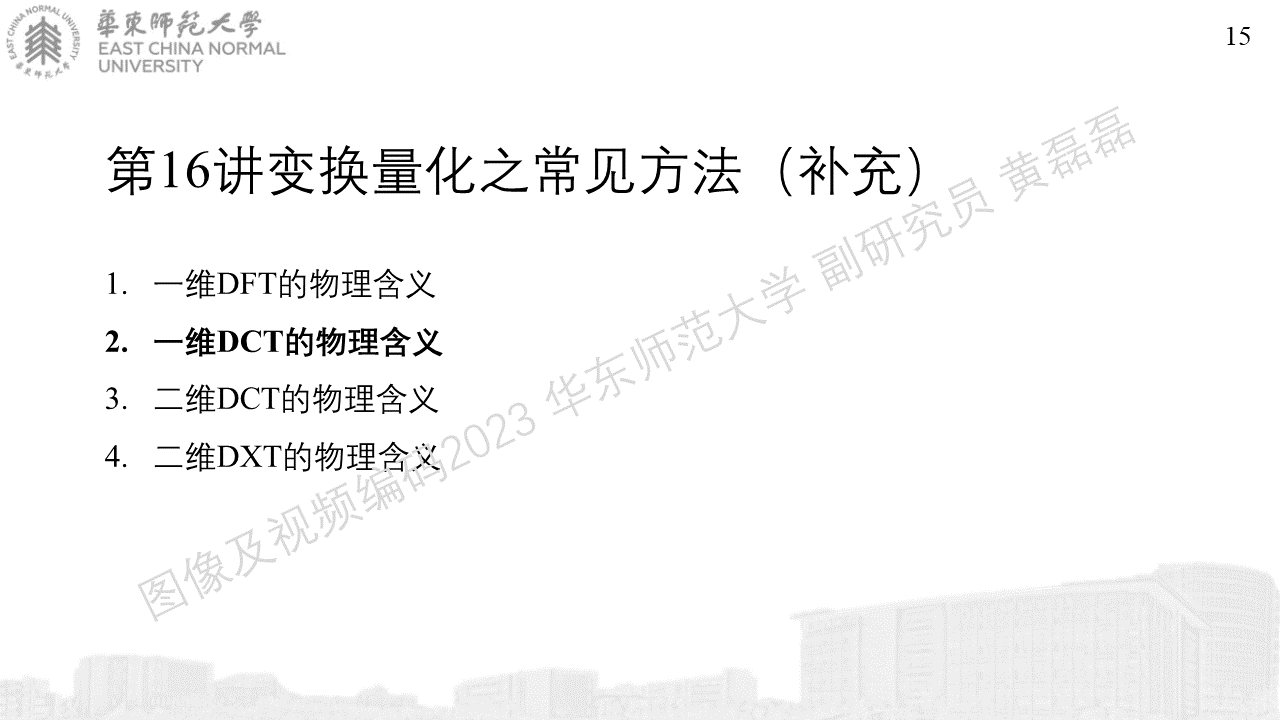 EAST CHINA NORMAL UNIVERSITY
華東师范大學
華東师范大學
EAST CHINA NORMAL
UNIVERSITY
15
第16讲变换量化之常见方法（补充）
1. 一维DFT的物理含义
2. 一维DCT的物理含义
3. 二维DCT的物理含义
4. 二维DXT的物理含义
图像及视频编码2023 华东师范大学 副研究员 黄磊磊